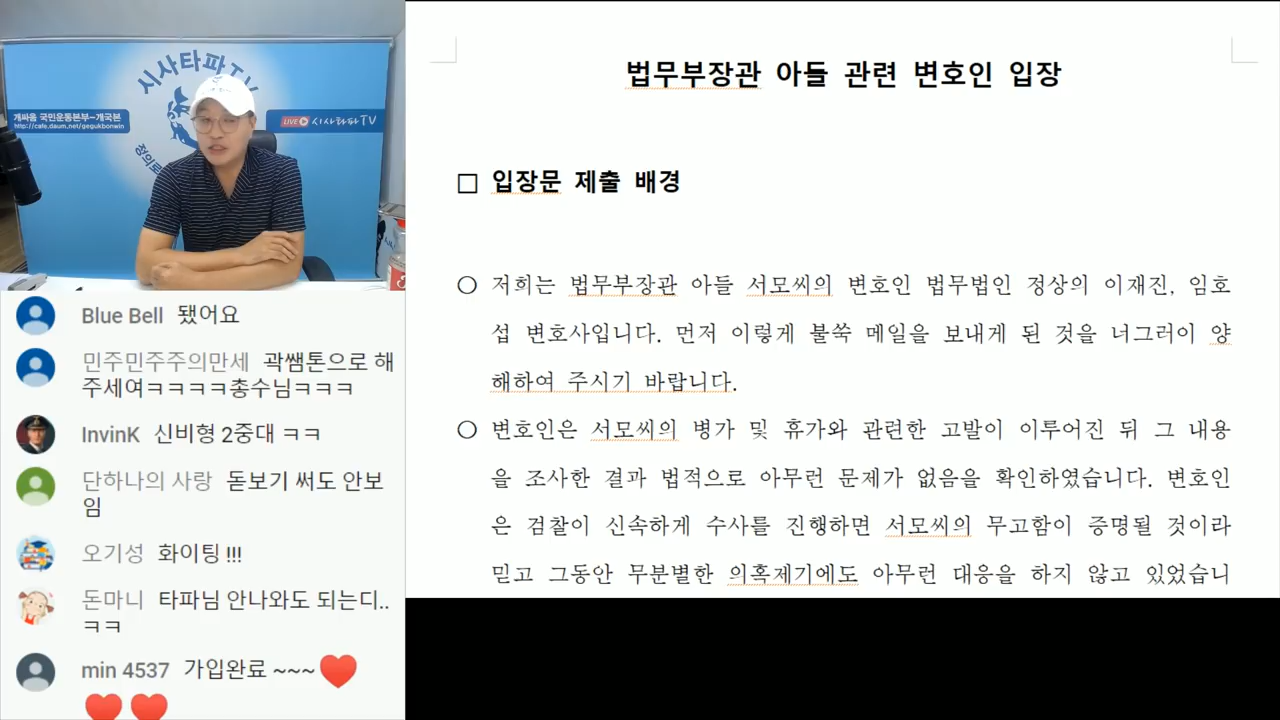 시사타파TV
개싸움 국민운동본부-개국본
http://cafe.daum.net/gegukbonwin
LIVE 시사타파TV
Blue Bell 됐어요
민주민주주의만세 곽쌤톤으로 해
주세여ㅋㅋㅋㅋ총수님ㅋㅋㅋ
InvinK 신비형 2중대 ㅋㅋ
단하나의 사랑 돋보기 써도 안보
임
오기성 화이팅 !!!
돈마니 타파님 안나와도 되는디..
ㅋㅋ
min 4537 가입완료 ~~~❤️
❤️❤️
법무부장관 아들 관련 변호인 입장
□ 입장문 제출 배경
○ 저희는 법무부장관 아들 서모씨의 변호인 법무법인 정상의 이재진, 임호
섭 변호사입니다. 먼저 이렇게 불쑥 메일을 보내게 된 것을 너그러이 양
해하여 주시기 바랍니다.
○ 변호인은 서모씨의 병가 및 휴가와 관련한 고발이 이루어진 뒤 그 내용
을 조사한 결과 법적으로 아무런 문제가 없음을 확인하였습니다. 변호인
은 검찰이 신속하게 수사를 진행하면 서모씨의 무고함이 증명될 것이라
믿고 그동안 무분별한 의혹제기에도 아무런 대응을 하지 않고 있었습니